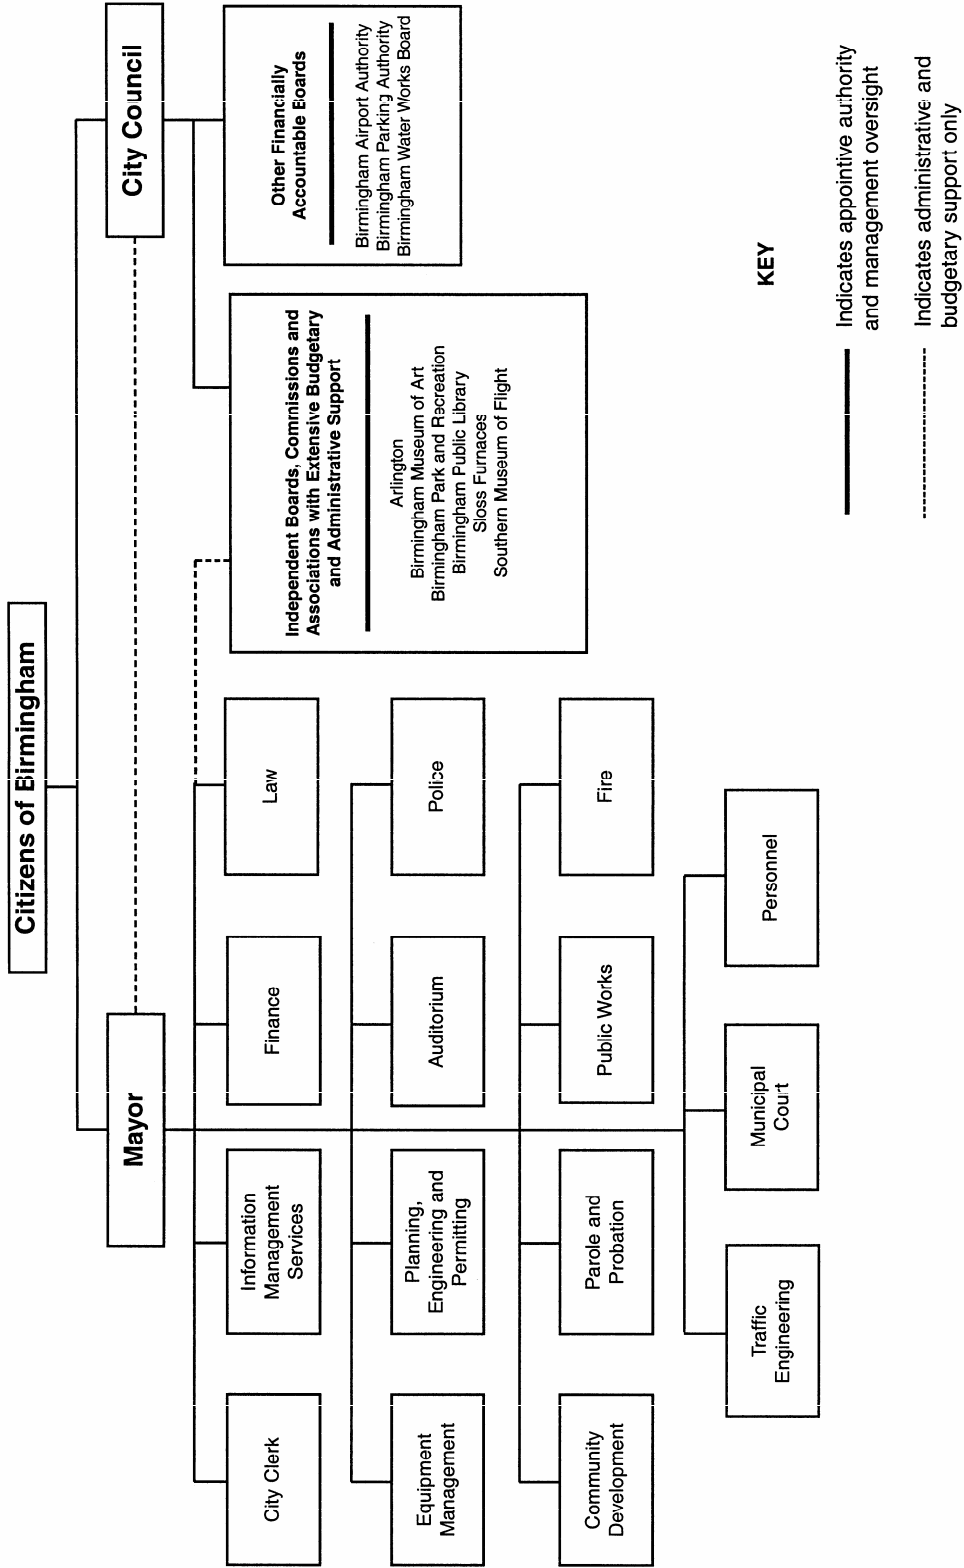 Citizens of Birmingham
Mayor
City Council
City Clerk
Information
Management
Services
Finance
Law
Equipment
Management
Planning,
Engineering and
Permitting
Auditorium
Police
Community
Development
Parole and
Probation
Public Works
Fire
Traffic
Engineering
Municipal
Court
Personnel
Independent Boards, Commissions and
Associations with Extensive Budgetary
and Administrative Support
Arlington
Birmingham Museum of Art
Birmingham Park and Recreation
Birmingham Public Library
Sloss Furnaces
Southern Museum of Flight
Other Financially
Accountable Boards
Birmingham Airport Authority
Birmingham Parking Authority
Birmingham Water Works Board
KEY
Indicates appointive authority
and management oversight
Indicates administrative and
budgetary support only